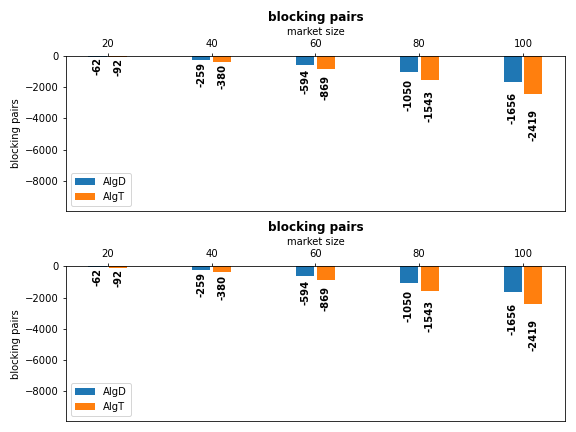 blocking pairs
market size
20 40 60 80 100
0
−2000
−4000
−6000
−8000
blocking pairs
-62 -92 -259 -380 -594 -869 -1050 -1543 -1656 -2419
AlgD
AlgT
blocking pairs
market size
20 40 60 80 100
0
−2000
−4000
−6000
−8000
blocking pairs
-62 -92 -259 -380 -594 -869 -1050 -1543 -1656 -2419
AlgD
AlgT